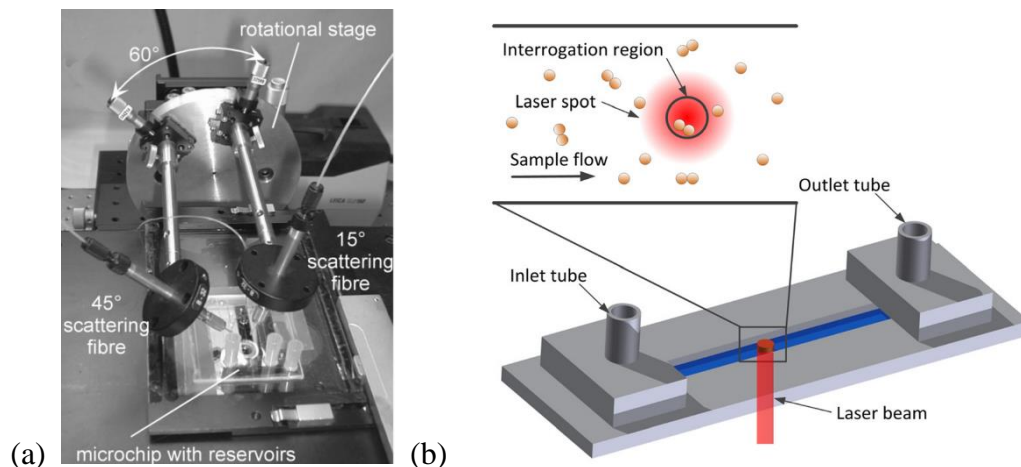 rotational stage
60°
15°
scattering
fibre
45°
scattering
fibre
microchip with reservoirs
(a)
Interrogation region
Laser spot
Sample flow
Outlet tube
Inlet tube
Laser beam
(b)